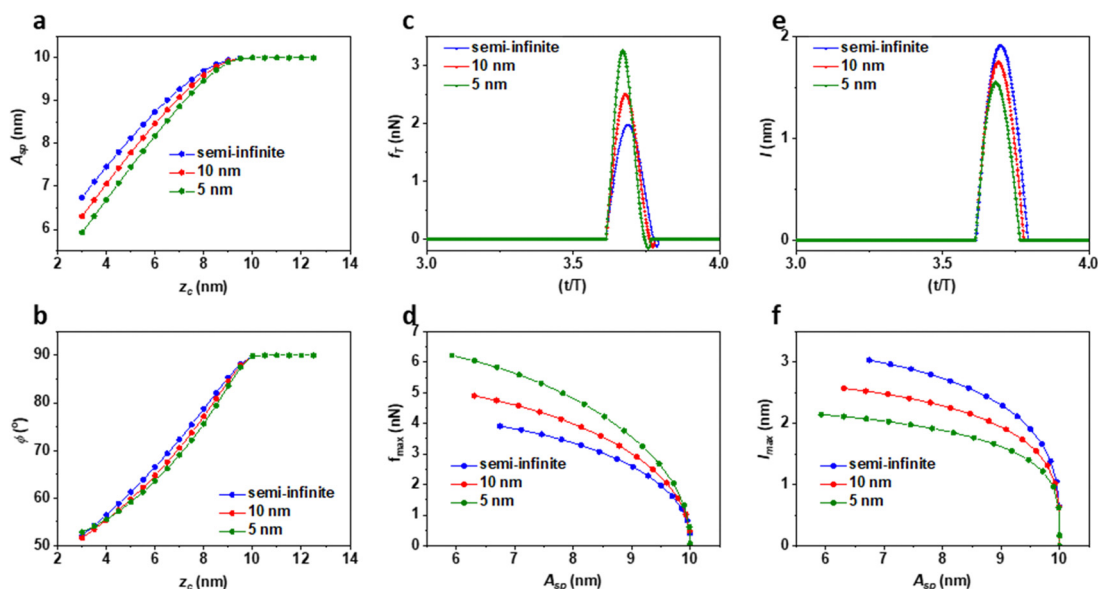 a
10
9
8
7
6
A_sp (nm)
2 4 6 8 10 12 14
z_c (nm)
semi-infinite
10 nm
5 nm
b
90
80
70
60
50
ϕ (°)
2 4 6 8 10 12 14
z_c (nm)
semi-infinite
10 nm
5 nm
c
3
2
1
0
f_T (nN)
3.0 3.5 4.0
(t/T)
semi-infinite
10 nm
5 nm
d
7
6
5
4
3
2
1
0
f_max (nN)
6 7 8 9 10
A_sp (nm)
semi-infinite
10 nm
5 nm
e
2
1
0
I (nm)
3.0 3.5 4.0
(t/T)
semi-infinite
10 nm
5 nm
f
3
2
1
0
I_max (nm)
6 7 8 9 10
A_sp (nm)
semi-infinite
10 nm
5 nm